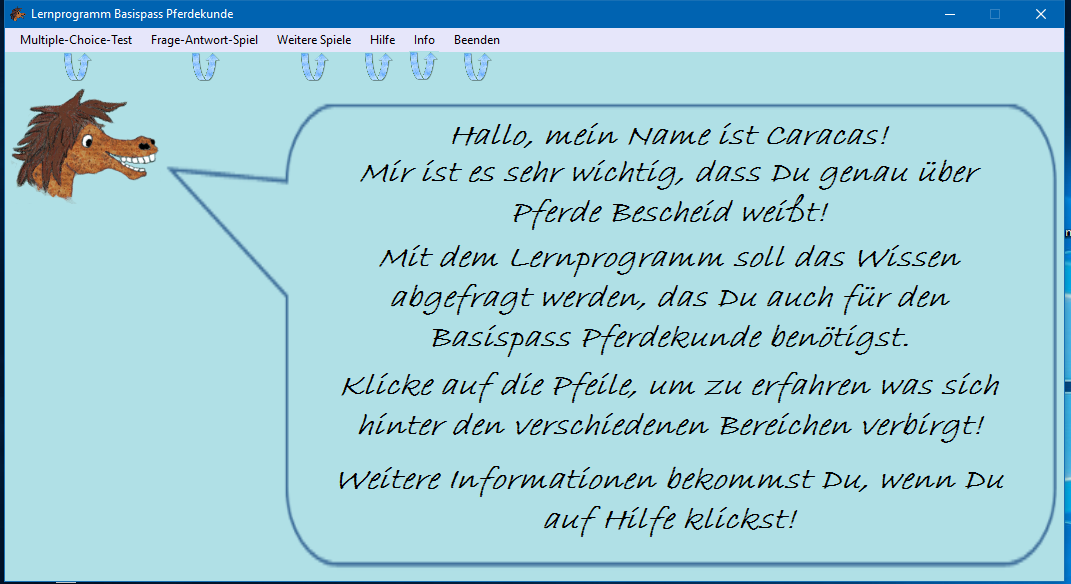 Lernprogramm Basispass Pferdekunde
Multiple-Choice-Test Frage-Antwort-Spiel Weitere Spiele Hilfe Info Beenden
Hallo, mein Name ist Caracas!
Mir ist es sehr wichtig, dass Du genau über
Pferde Bescheid weißt!
Mit dem Lernprogramm soll das Wissen
abgefragt werden, das Du auch für den
Basispass Pferdekunde benötigst.
Klicke auf die Pfeile, um zu erfahren was sich
hinter den verschiedenen Bereichen verbirgt!
Weitere Informationen bekommst Du, wenn Du
auf Hilfe klickst!